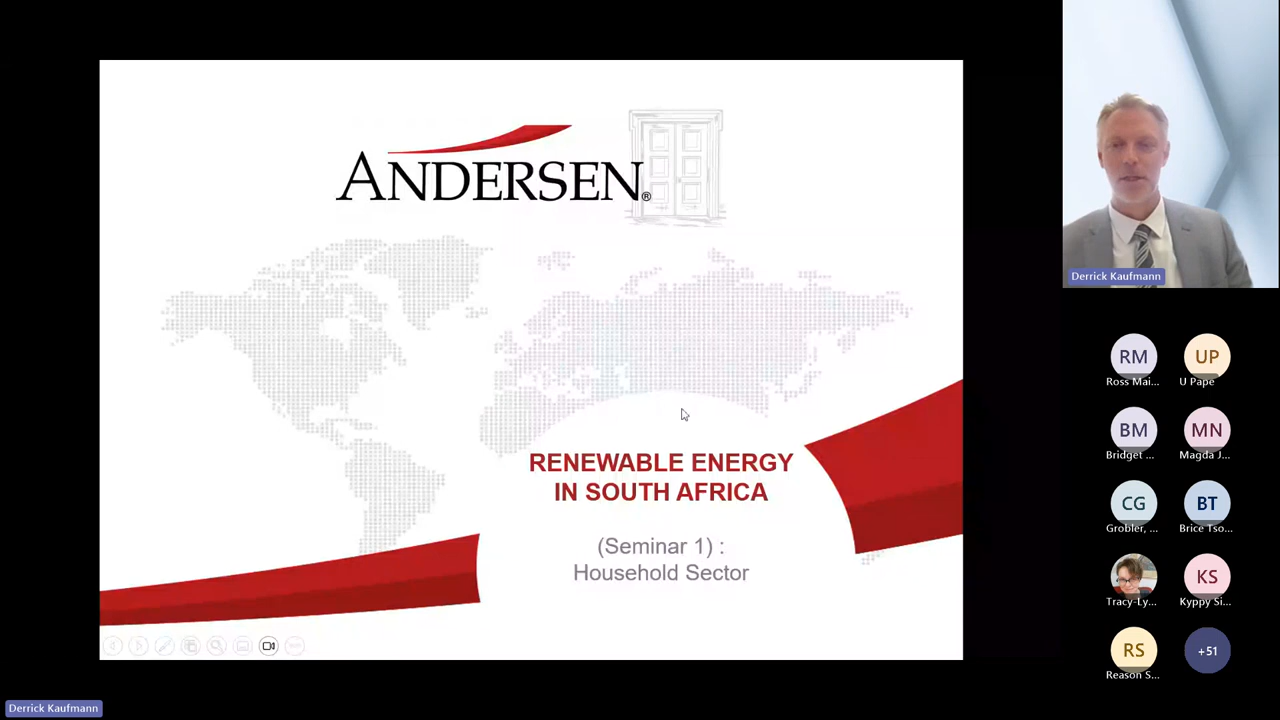 ANDERSEN®
RENEWABLE ENERGY
IN SOUTH AFRICA
(Seminar 1) :
Household Sector
Derrick Kaufmann
RM
Ross Mai...
UP
U Pape
BM
Bridget ...
MN
Magda J...
CG
Grobler, ...
BT
Brice Tso...
Tracy-Ly...
KS
Kyppy Si...
RS
Reason S...
+51
Derrick Kaufmann